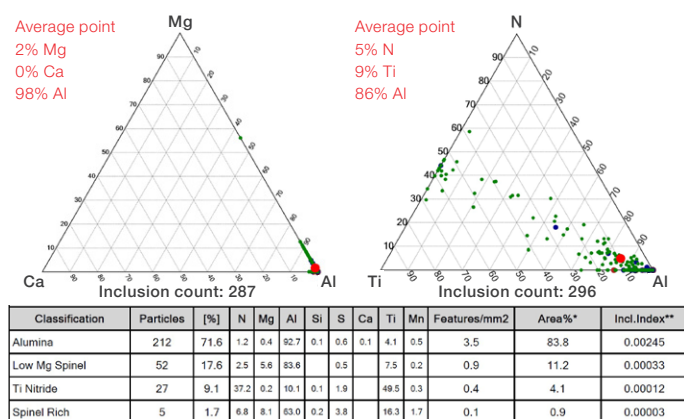 Mg
Average point
2% Mg
0% Ca
98% Al
Ca
Al
Inclusion count: 287
N
Average point
5% N
9% Ti
86% Al
Ti
Al
Inclusion count: 296
Classification Particles [%] N Mg Al Si S Ca Ti Mn Features/mm2 Area%* Incl.Index**
Alumina 212 71.6 1.2 0.4 92.7 0.1 0.6 0.1 4.1 0.5 3.5 83.8 0.00245
Low Mg Spinel 52 17.6 2.5 5.6 83.6 0.5 7.5 0.2 0.9 11.2 0.00033
Ti Nitride 27 9.1 37.2 0.2 10.1 0.1 1.9 49.5 0.3 0.4 4.1 0.00012
Spinel Rich 5 1.7 6.8 8.1 63.0 0.2 3.8 16.3 1.7 0.1 0.9 0.00003